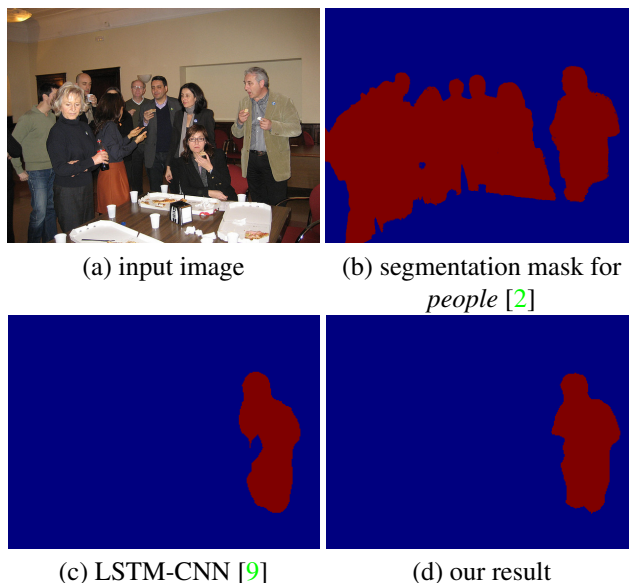 (a) input image
(b) segmentation mask for
people [2]
(c) LSTM-CNN [9]
(d) our result